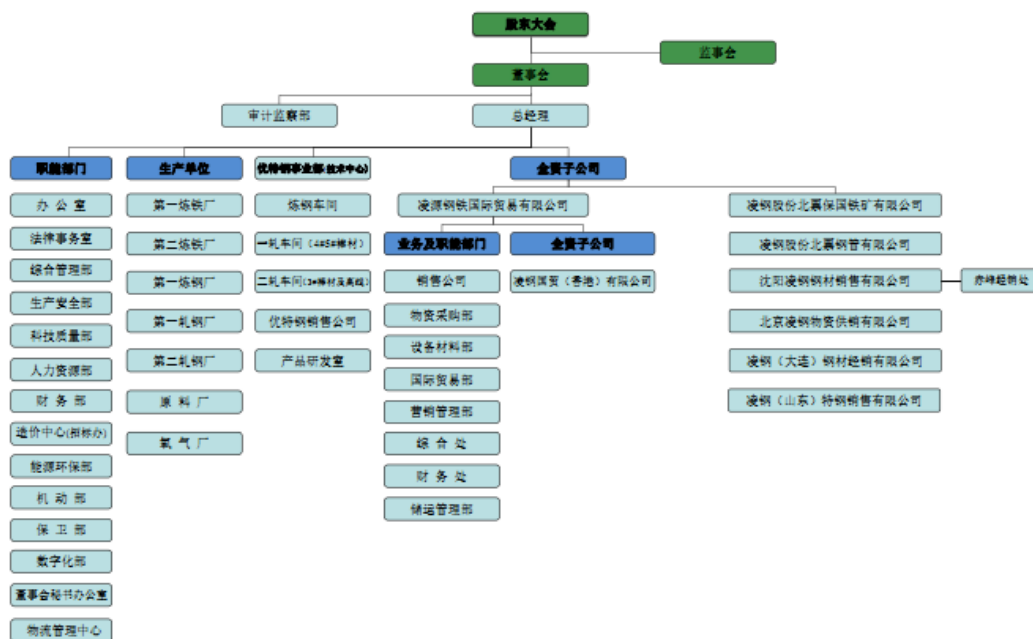 股东大会
监事会
董事会
审计监察部
总经理
职能部门
办公室
法律事务室
综合管理部
生产安全部
科技质量部
人力资源部
财务部
造价中心(招标办)
能源环保部
机动部
保卫部
数字化部
董事会秘书办公室
物流管理中心
生产单位
第一炼铁厂
第二炼铁厂
第一炼钢厂
第一轧钢厂
第二轧钢厂
原料厂
氧气厂
优特钢事业部(技术中心)
炼钢车间
一轧车间（4#5#棒材）
二轧车间(3#棒材及高线)
优特钢销售公司
产品研发室
全资子公司
凌源钢铁国际贸易有限公司
业务及职能部门
销售公司
物资采购部
设备材料部
国际贸易部
营销管理部
综合处
财务处
储运管理部
全资子公司
凌钢国贸（香港）有限公司
凌钢股份北票保国铁矿有限公司
凌钢股份北票钢管有限公司
沈阳凌钢钢材销售有限公司
赤峰经销处
北京凌钢物资供销有限公司
凌钢（大连）钢材经销有限公司
凌钢（山东）特钢销售有限公司